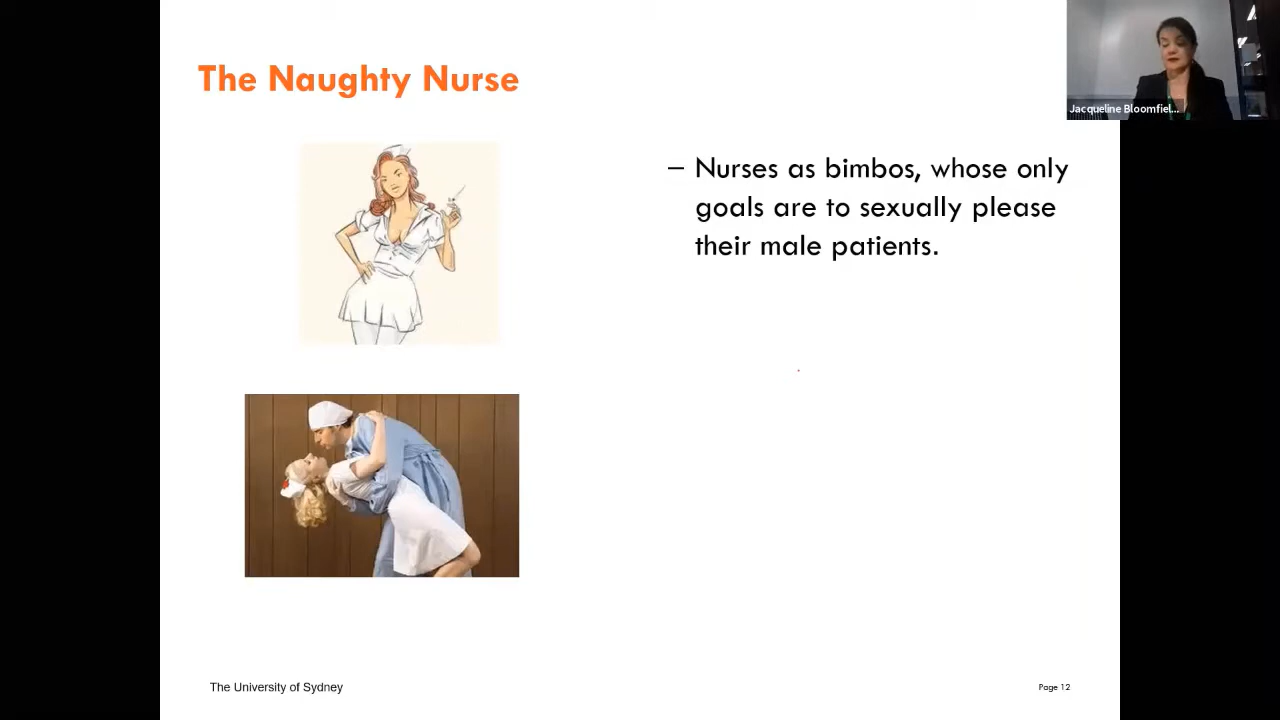 The Naughty Nurse
Jacqueline Bloomfiel...
– Nurses as bimbos, whose only
goals are to sexually please
their male patients.
The University of Sydney
Page 12